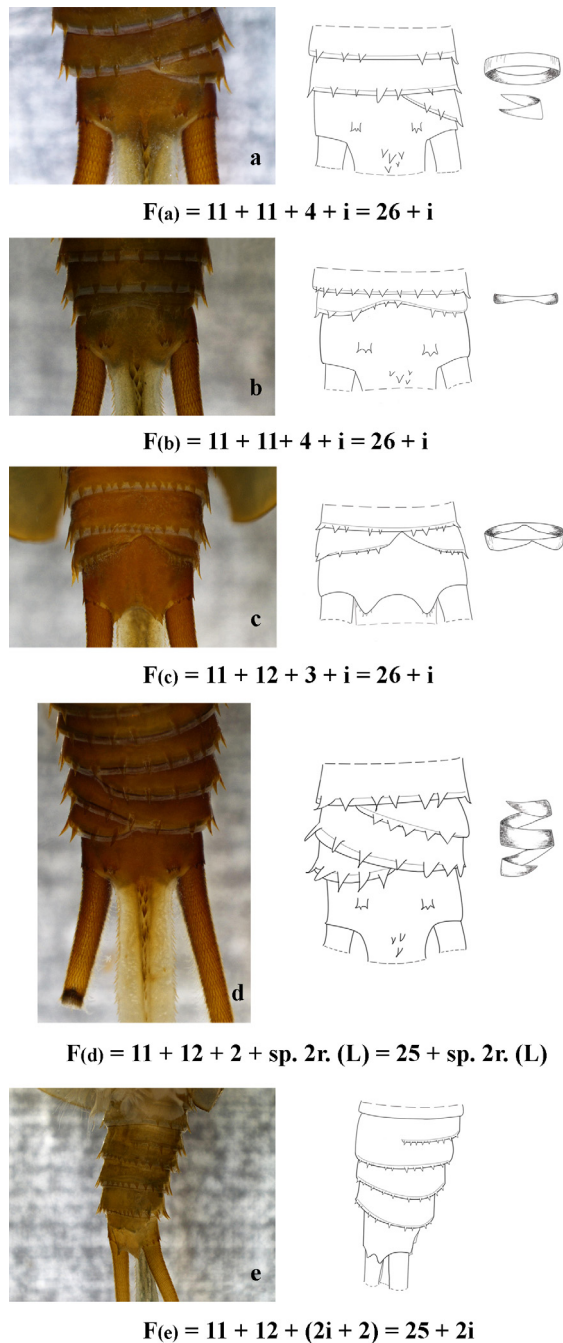 a
F(a) = 11 + 11 + 4 + i = 26 + i
b
F(b) = 11 + 11+ 4 + i = 26 + i
c
F(c) = 11 + 12 + 3 + i = 26 + i
d
F(d) = 11 + 12 + 2 + sp. 2r. (L) = 25 + sp. 2r. (L)
e
F(e) = 11 + 12 + (2i + 2) = 25 + 2i